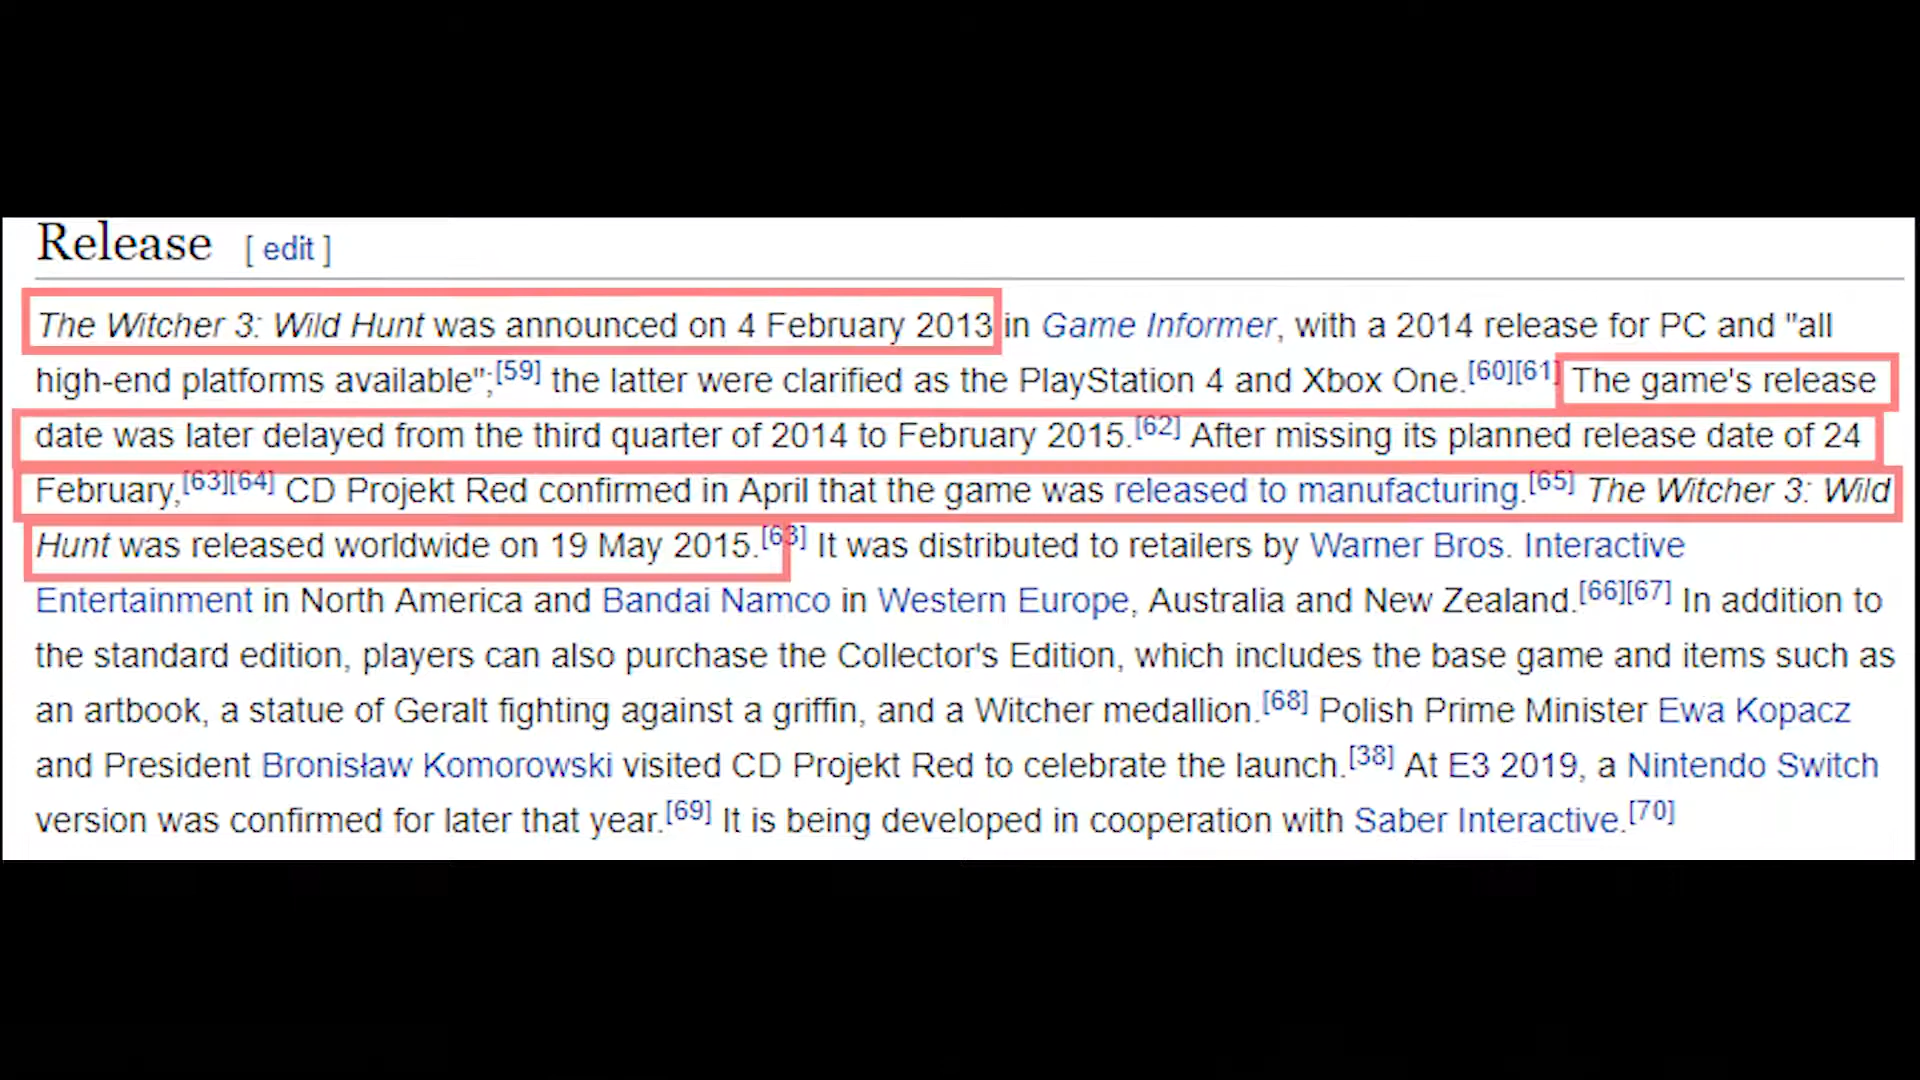 Release [ edit ]
The Witcher 3: Wild Hunt was announced on 4 February 2013 in Game Informer, with a 2014 release for PC and "all
high-end platforms available";[59] the latter were clarified as the PlayStation 4 and Xbox One.[60][61] The game's release
date was later delayed from the third quarter of 2014 to February 2015.[62] After missing its planned release date of 24
February,[63][64] CD Projekt Red confirmed in April that the game was released to manufacturing.[65] The Witcher 3: Wild
Hunt was released worldwide on 19 May 2015.[63] It was distributed to retailers by Warner Bros. Interactive
Entertainment in North America and Bandai Namco in Western Europe, Australia and New Zealand.[66][67] In addition to
the standard edition, players can also purchase the Collector's Edition, which includes the base game and items such as
an artbook, a statue of Geralt fighting against a griffin, and a Witcher medallion.[68] Polish Prime Minister Ewa Kopacz
and President Bronisław Komorowski visited CD Projekt Red to celebrate the launch.[38] At E3 2019, a Nintendo Switch
version was confirmed for later that year.[69] It is being developed in cooperation with Saber Interactive.[70]